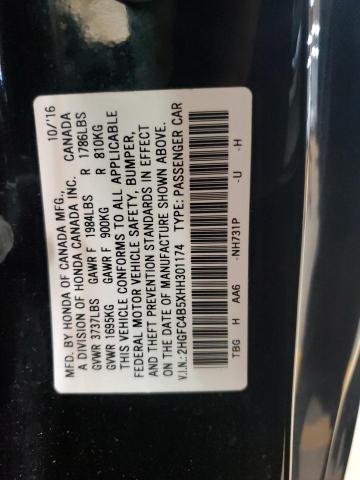 MFD. BY HONDA OF CANADA MFG., 10/'16
A DIVISION OF HONDA CANADA INC. CANADA
GVWR 3737LBS GAWR F 1984LBS R 1786LBS
GVWR 1695KG GAWR F 900KG R 810KG
THIS VEHICLE CONFORMS TO ALL APPLICABLE
FEDERAL MOTOR VEHICLE SAFETY, BUMPER,
AND THEFT PREVENTION STANDARDS IN EFFECT
ON THE DATE OF MANUFACTURE SHOWN ABOVE.
V.I.N.: 2HGFC4B5XHH301174 TYPE: PASSENGER CAR
TBG H AA6 -NH731P -U -H